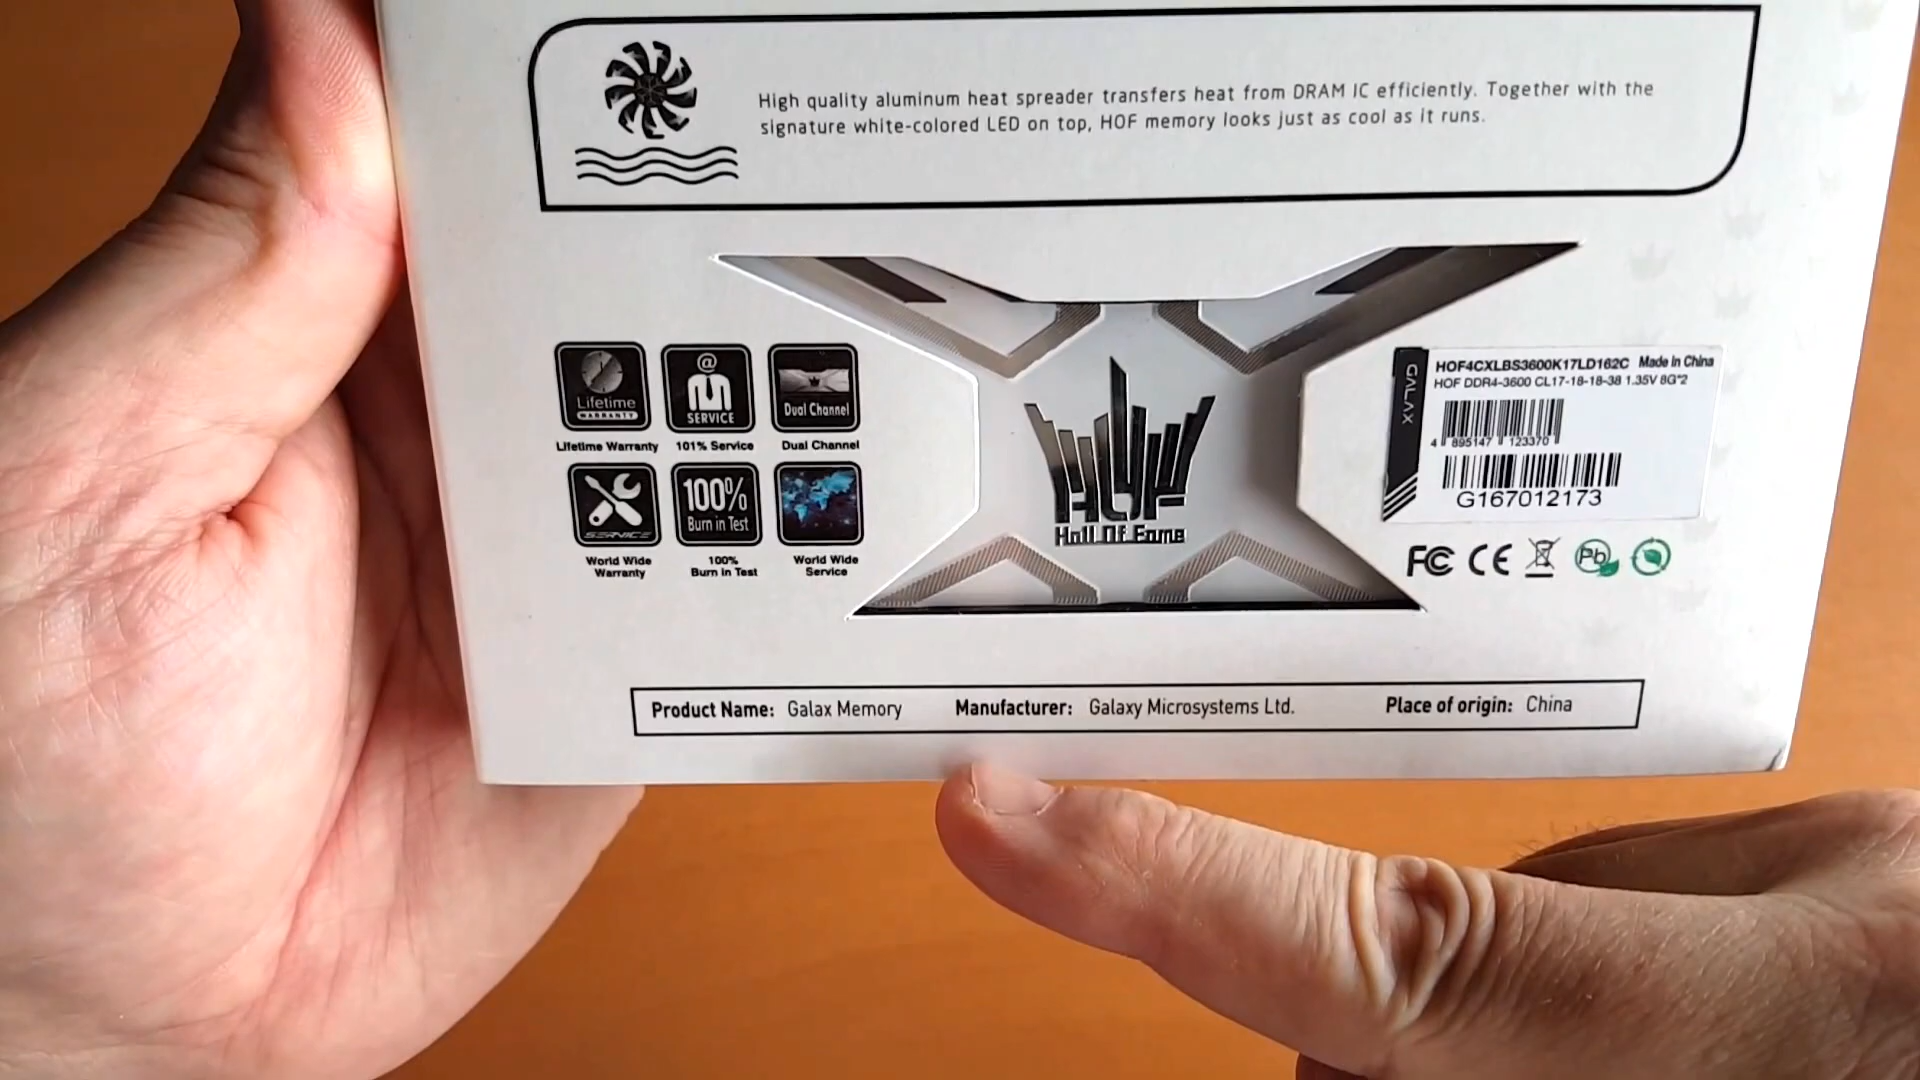 High quality aluminum heat spreader transfers heat from DRAM IC efficiently. Together with the
signature white-colored LED on top, HOF memory looks just as cool as it runs.
Lifetime
WARRANTY
Lifetime Warranty
@
SERVICE
101% Service
Dual Channel
Dual Channel
SERVICE
World Wide
Warranty
100%
Burn in Test
100%
Burn in Test
World Wide
Service
HOF
Hall Of Fame
GALAX
HOF4CXLBS3600K17LD162C Made in China
HOF DDR4-3600 CL17-18-18-38 1.35V 8G*2
4 895147 123370
G167012173
FC CE Pb
Product Name: Galax Memory Manufacturer: Galaxy Microsystems Ltd. Place of origin: China